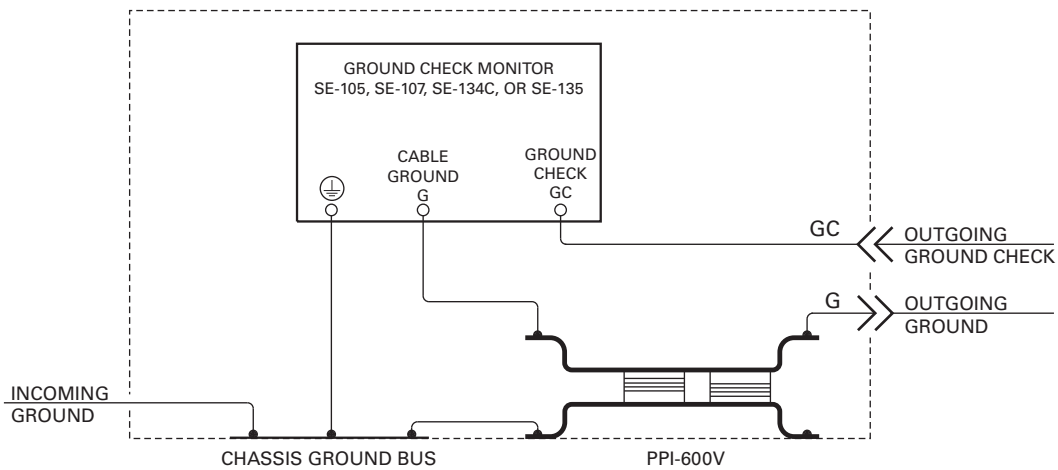 GROUND CHECK MONITOR
SE-105, SE-107, SE-134C, OR SE-135
CABLE
GROUND
G
GROUND
CHECK
GC
GC
OUTGOING
GROUND CHECK
G
OUTGOING
GROUND
INCOMING
GROUND
CHASSIS GROUND BUS
PPI-600V